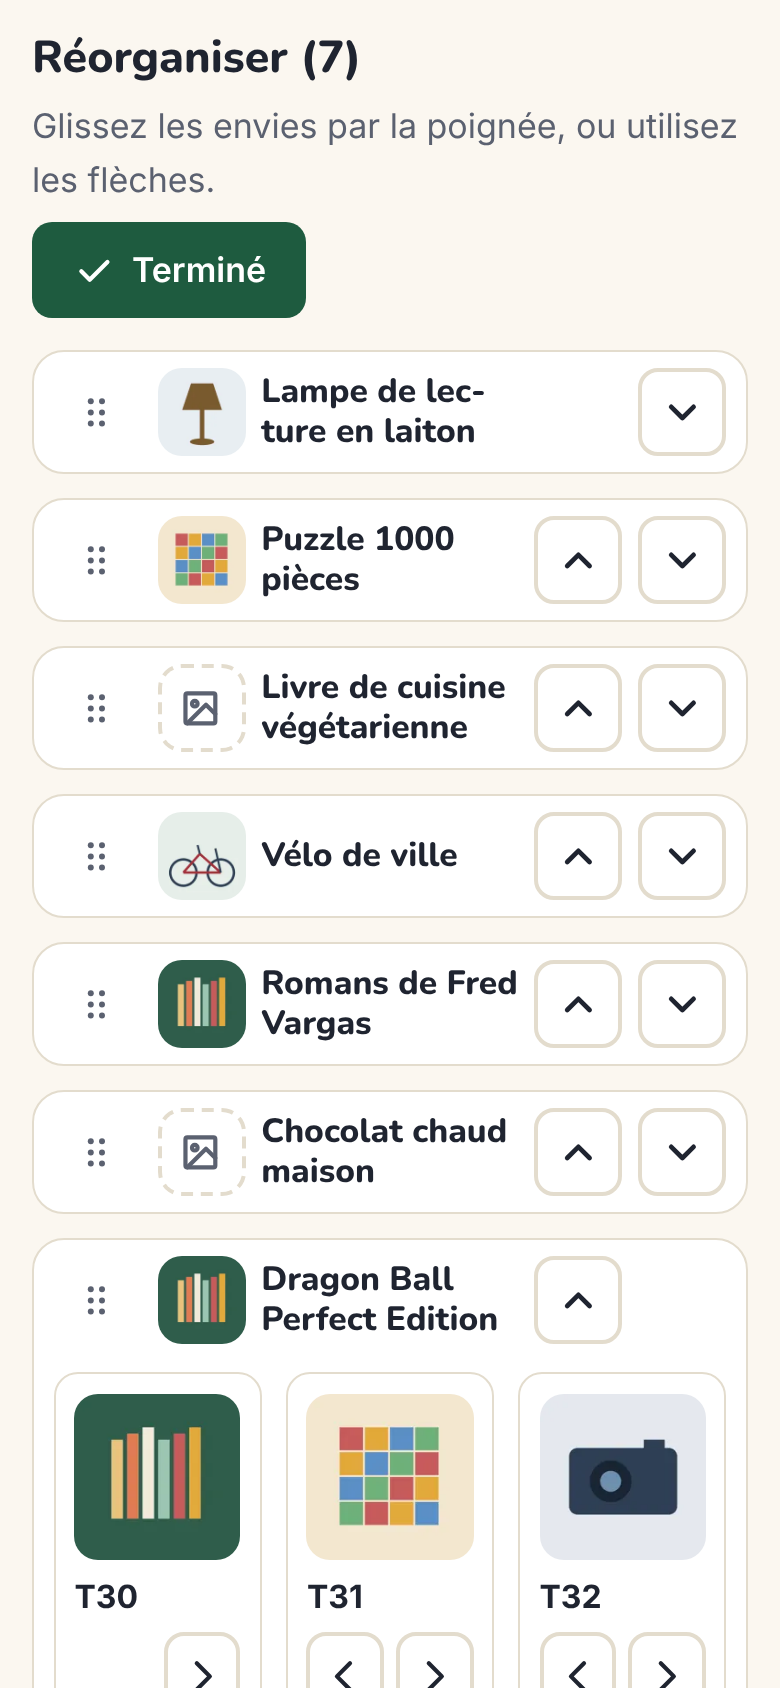 Réorganiser (7)
Glissez les envies par la poignée, ou utilisez
les flèches.
Terminé
Lampe de lec-
ture en laiton
Puzzle 1000
pièces
Livre de cuisine
végétarienne
Vélo de ville
Romans de Fred
Vargas
Chocolat chaud
maison
Dragon Ball
Perfect Edition
T30
T31
T32